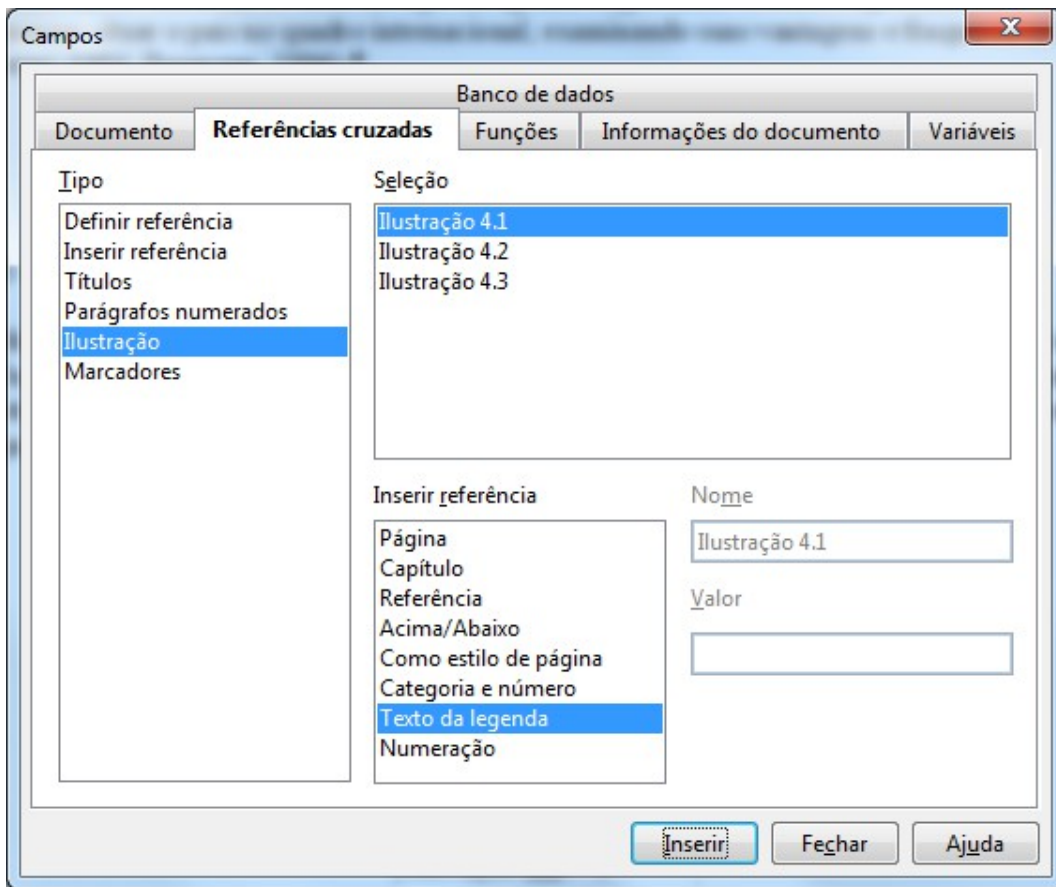 Campos
Banco de dados
Documento
Referências cruzadas
Funções
Informações do documento
Variáveis
Tipo
Definir referência
Inserir referência
Títulos
Parágrafos numerados
Ilustração
Marcadores
Seleção
Ilustração 4.1
Ilustração 4.2
Ilustração 4.3
Inserir referência
Página
Capítulo
Referência
Acima/Abaixo
Como estilo de página
Categoria e número
Texto da legenda
Numeração
Nome
Ilustração 4.1
Valor
Inserir
Fechar
Ajuda